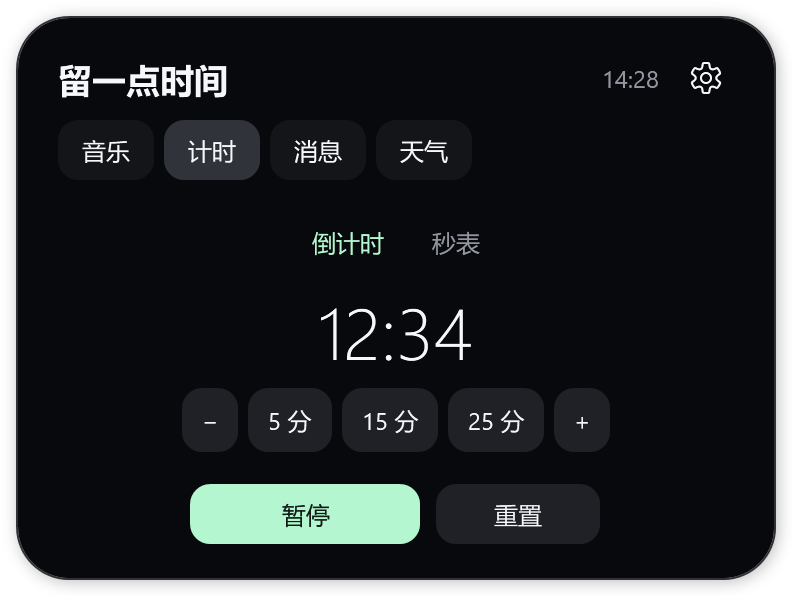 留一点时间 14:28
音乐 计时 消息 天气
倒计时 秒表
12:34
− 5 分 15 分 25 分 +
暂停 重置